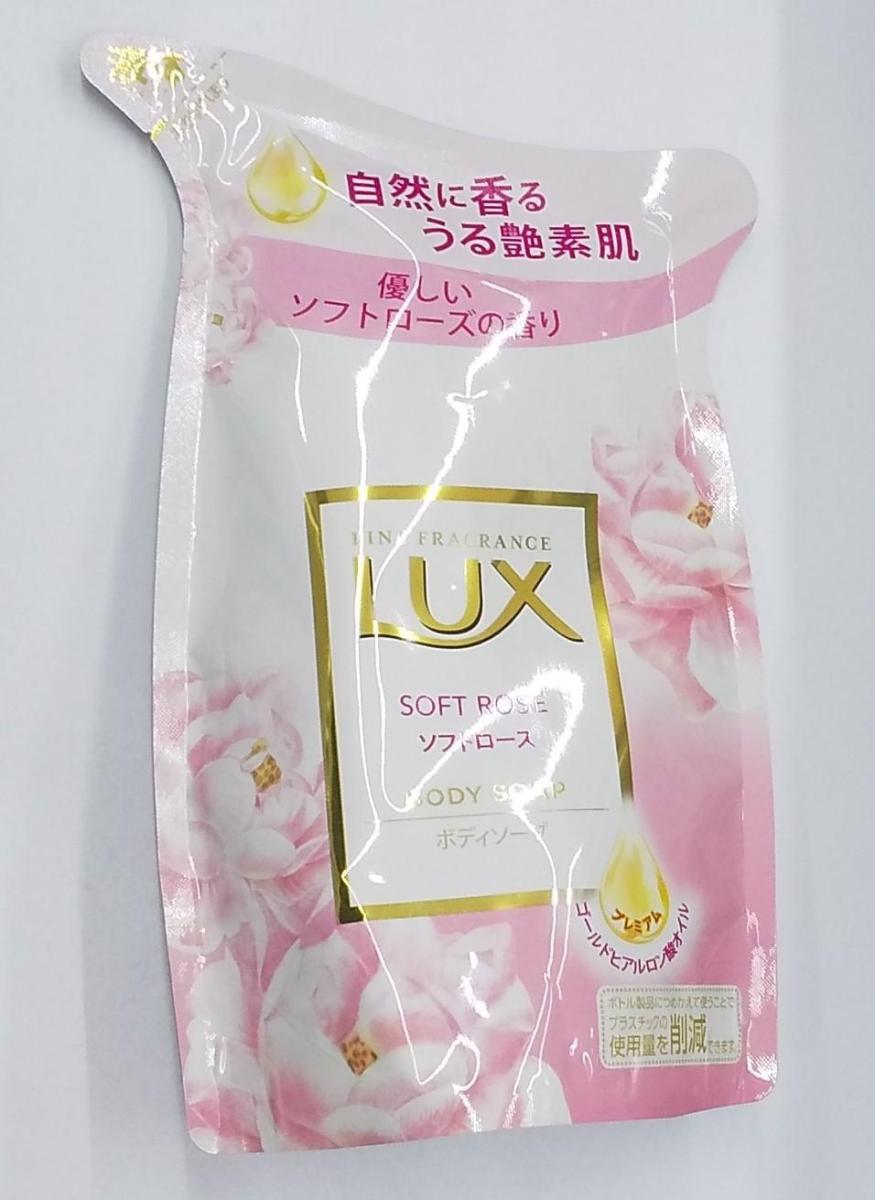 自然に香る
うる艶素肌
優しい
ソフトローズの香り
FINE FRAGRANCE
LUX
SOFT ROSE
ソフトローズ
BODY SOAP
ボディソープ
プレミアム
ゴールドヒアルロン酸オイル
ボトル製品につめかえて使うことで
プラスチックの
使用量を削減できます